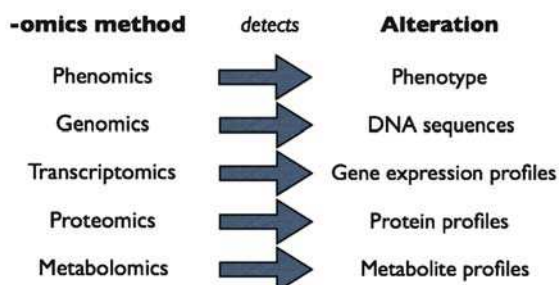 -omics method detects Alteration
Phenomics Phenotype
Genomics DNA sequences
Transcriptomics Gene expression profiles
Proteomics Protein profiles
Metabolomics Metabolite profiles